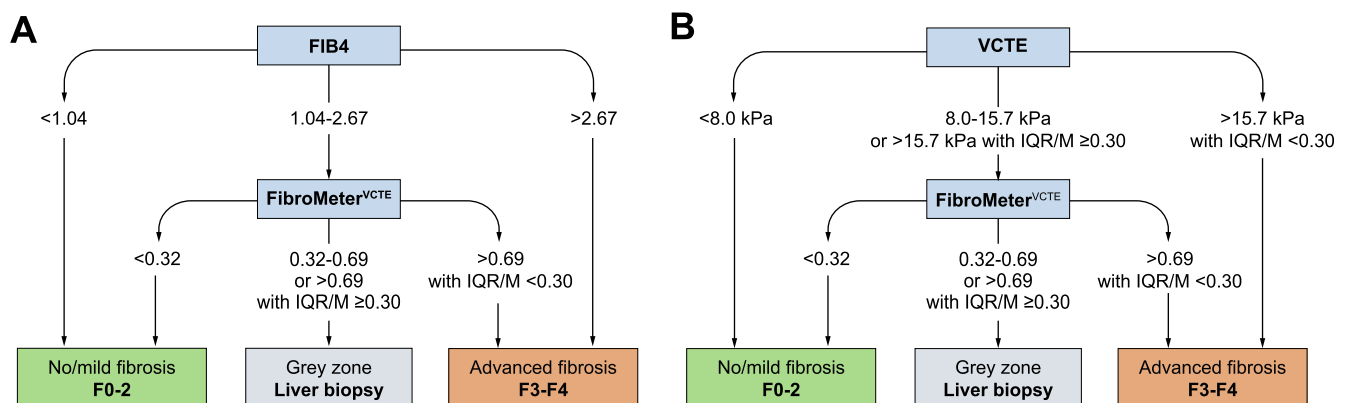 A
FIB4
<1.04
1.04-2.67
>2.67
FibroMeterVCTE
<0.32
0.32-0.69
or >0.69
with IQR/M ≥0.30
>0.69
with IQR/M <0.30
No/mild fibrosis
F0-2
Grey zone
Liver biopsy
Advanced fibrosis
F3-F4
B
VCTE
<8.0 kPa
8.0-15.7 kPa
or >15.7 kPa with IQR/M ≥0.30
>15.7 kPa
with IQR/M <0.30
FibroMeterVCTE
<0.32
0.32-0.69
or >0.69
with IQR/M ≥0.30
>0.69
with IQR/M <0.30
No/mild fibrosis
F0-2
Grey zone
Liver biopsy
Advanced fibrosis
F3-F4